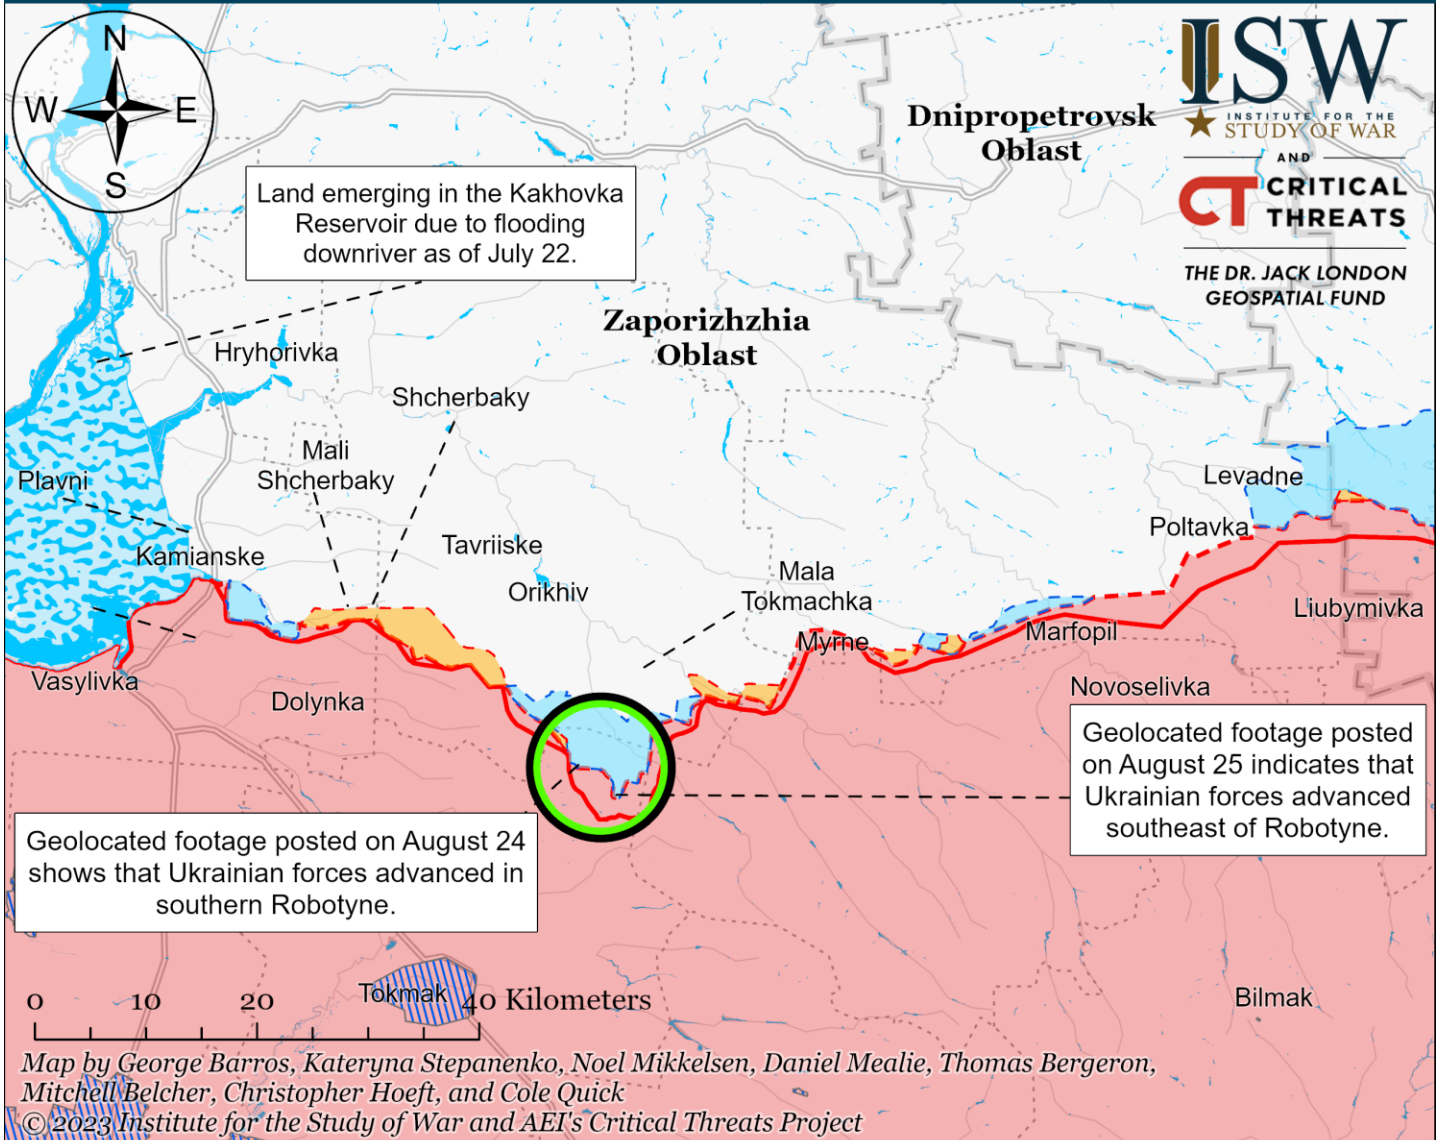 N
W E
S
ISW
INSTITUTE FOR THE
STUDY OF WAR
AND
CT CRITICAL
THREATS
THE DR. JACK LONDON
GEOSPATIAL FUND
Dnipropetrovsk
Oblast
Land emerging in the Kakhovka
Reservoir due to flooding
downriver as of July 22.
Zaporizhzhia
Oblast
Hryhorivka
Shcherbaky
Mali
Shcherbaky
Plavni
Levadne
Poltavka
Tavriiske
Kamianske
Orikhiv
Mala
Tokmachka
Liubymivka
Myrne
Marfopil
Vasylivka
Dolynka
Novoselivka
Geolocated footage posted
on August 25 indicates that
Ukrainian forces advanced
southeast of Robotyne.
Geolocated footage posted on August 24
shows that Ukrainian forces advanced in
southern Robotyne.
Tokmak
Bilmak
0 10 20 40 Kilometers
Map by George Barros, Kateryna Stepanenko, Noel Mikkelsen, Daniel Mealie, Thomas Bergeron,
Mitchell Belcher, Christopher Hoeft, and Cole Quick
© 2023 Institute for the Study of War and AEI's Critical Threats Project